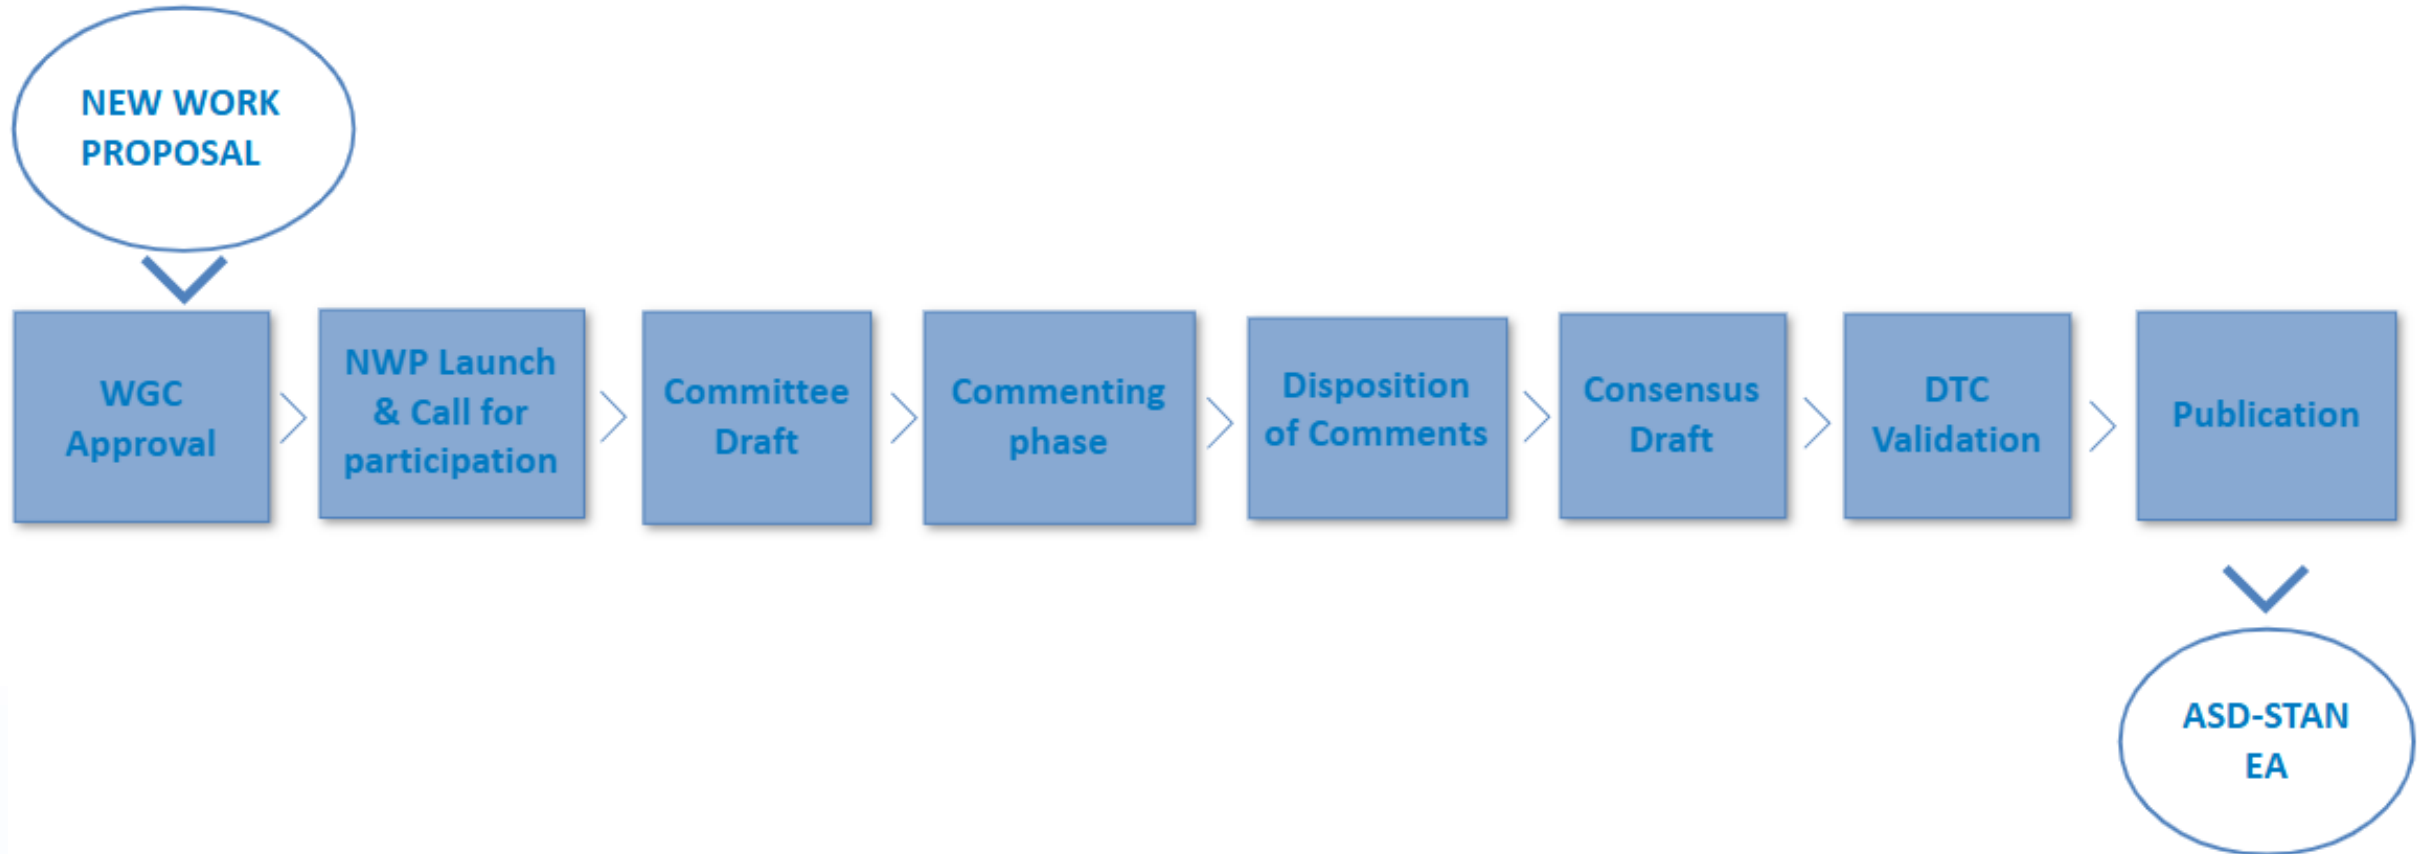 NEW WORK
PROPOSAL
WGC
Approval
NWP Launch
& Call for
participation
Committee
Draft
Commenting
phase
Disposition
of Comments
Consensus
Draft
DTC
Validation
Publication
ASD-STAN
EA